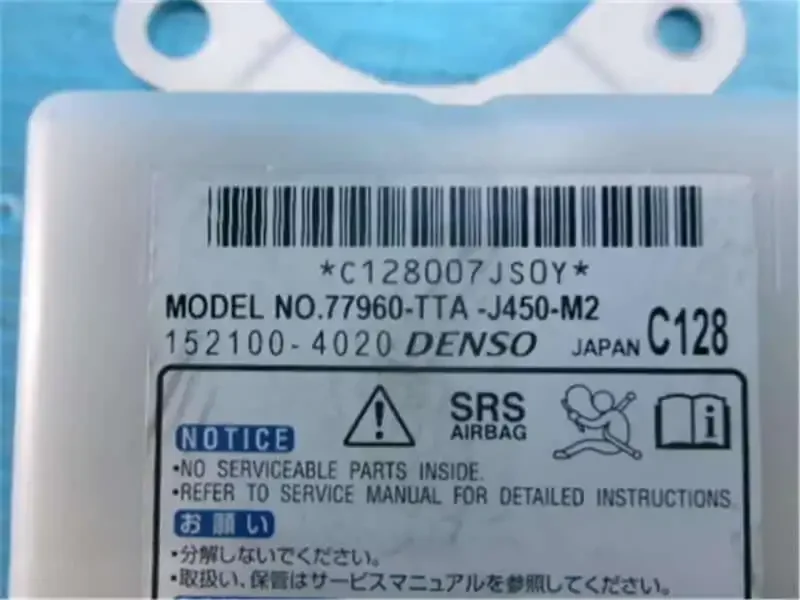 *C128007JS0Y*
MODEL NO.77960-TTA -J450-M2
152100-4020 DENSO JAPAN C128
SRS
AIRBAG
NOTICE
•NO SERVICEABLE PARTS INSIDE.
•REFER TO SERVICE MANUAL FOR DETAILED INSTRUCTIONS.
お願い
•分解しないでください。
•取扱い、保管はサービスマニュアルを参照してください。